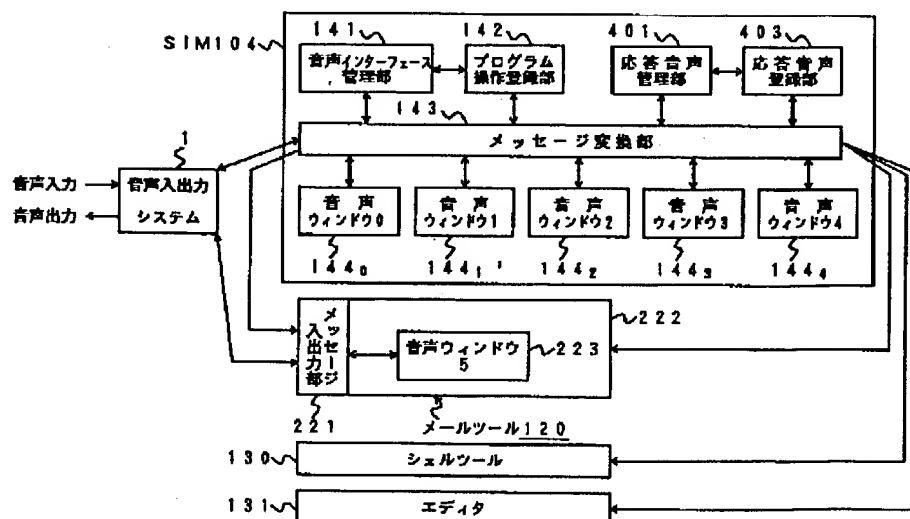 141
142
401
403
SIM104
音声インターフェース
管理部
プログラム
操作登録部
応答音声
管理部
応答音声
登録部
143
メッセージ変換部
1
音声入力
音声出力
音声入出力
システム
音声
ウィンドウ0
音声
ウィンドウ1
音声
ウィンドウ2
音声
ウィンドウ3
音声
ウィンドウ4
144₀
144₁
144₂
144₃
144₄
メッセージ
入出力部
音声ウィンドウ
5
222
223
221
メールツール120
130
シェルツール
131
エディタ